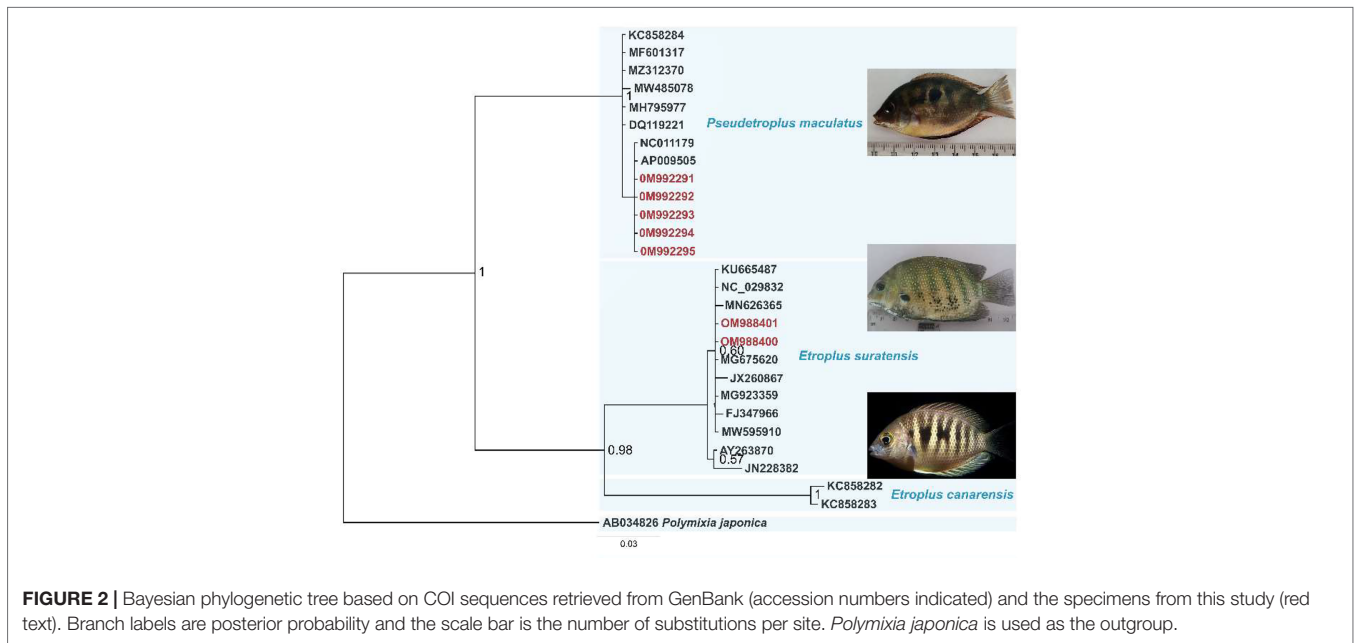 KC858284
MF601317
MZ312370
MW485078
1
MH795977
DQ119221
Pseudetroplus maculatus
NC011179
AP009505
0M992291
0M992292
0M992293
0M992294
0M992295
1
KU665487
NC_029832
MN626365
OM988401
OM988400
0.60
MG675620
Etroplus suratensis
JX260867
MG923359
FJ347966
MW595910
AY263870
0.57
JN228382
0.98
KC858282
1
Etroplus canarensis
KC858283
AB034826 Polymixia japonica
0.03
FIGURE 2 | Bayesian phylogenetic tree based on COI sequences retrieved from GenBank (accession numbers indicated) and the specimens from this study (red
text). Branch labels are posterior probability and the scale bar is the number of substitutions per site. Polymixia japonica is used as the outgroup.